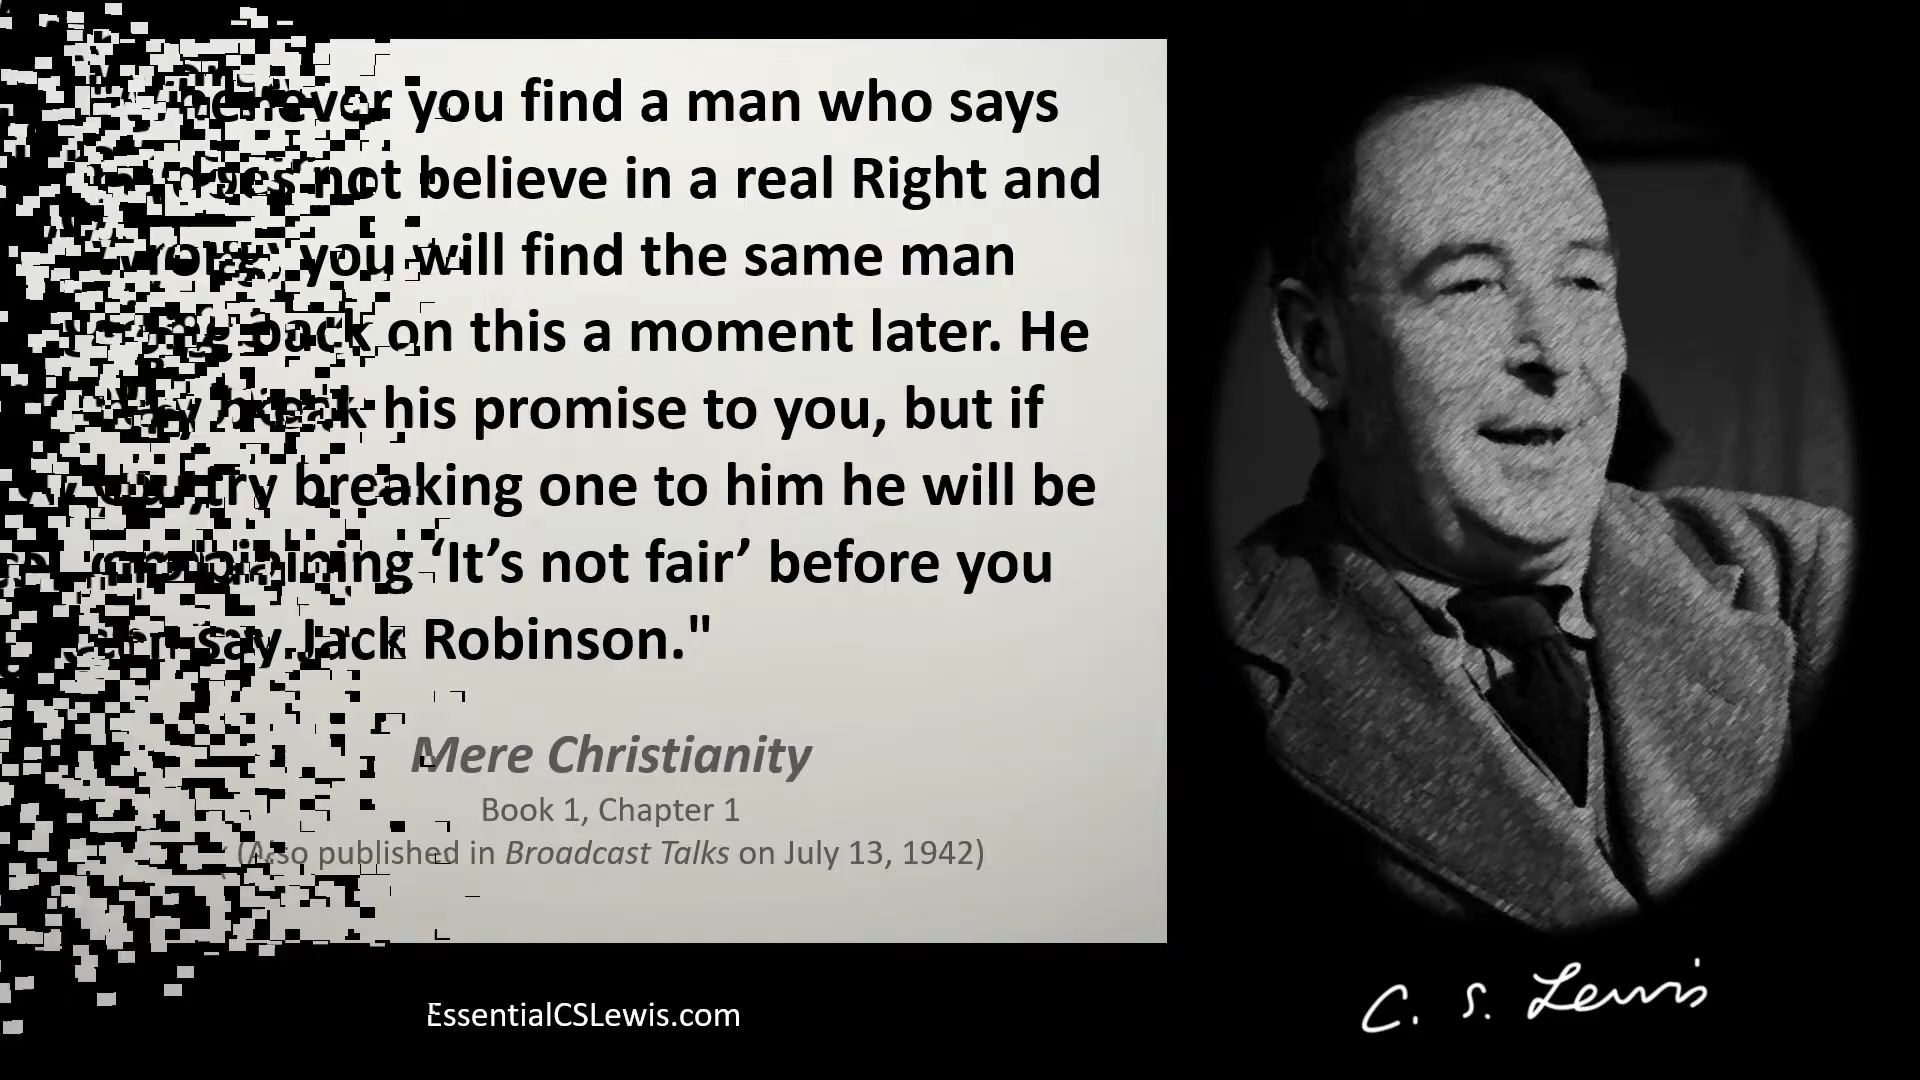 you find a man who says
not believe in a real Right and
you will find the same man
back on this a moment later. He
break his promise to you, but if
try breaking one to him he will be
‘It’s not fair’ before you
say Jack Robinson."
Mere Christianity
Book 1, Chapter 1
(Also published in Broadcast Talks on July 13, 1942)
EssentialCSLewis.com
C. S. Lewis